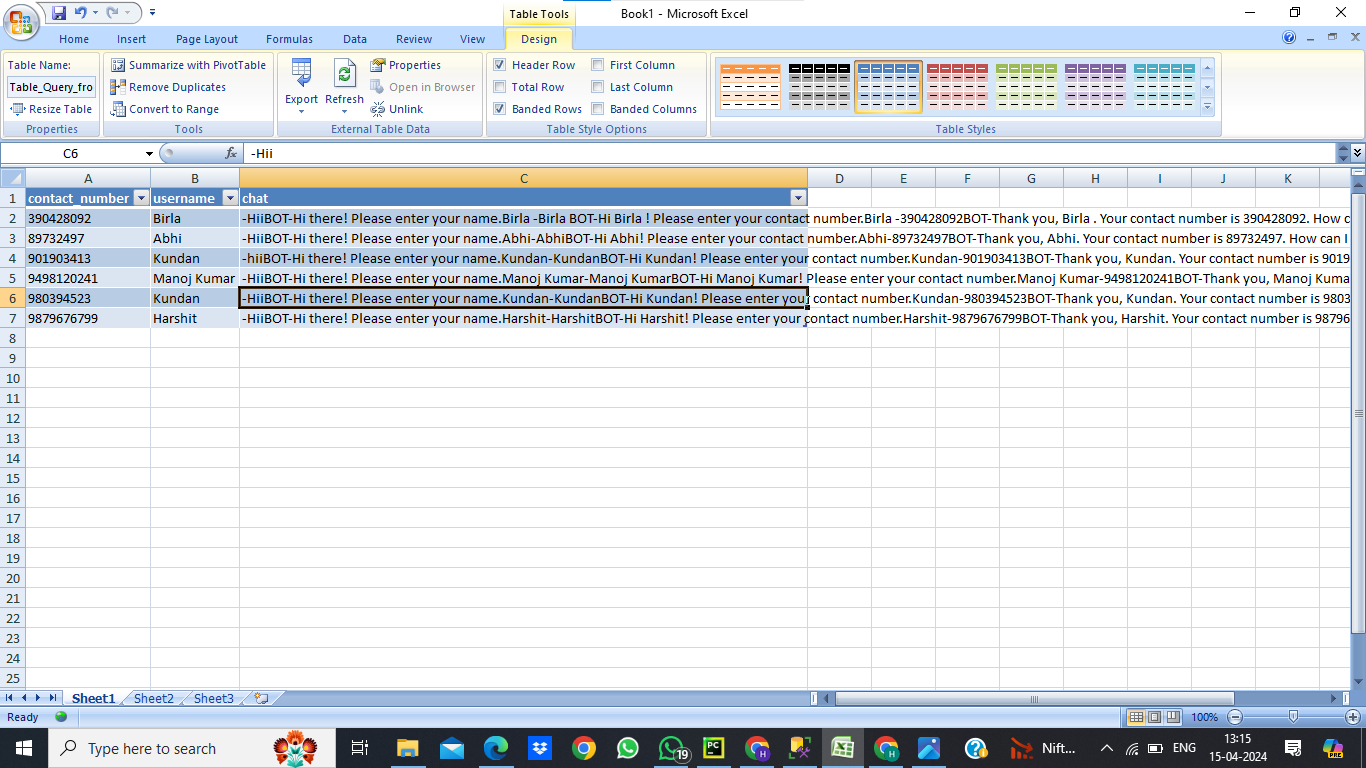 Table Tools
Book1 - Microsoft Excel
Home Insert Page Layout Formulas Data Review View Design
Table Name:
Table_Query_fro
Resize Table
Properties
Summarize with PivotTable
Remove Duplicates
Convert to Range
Tools
Export Refresh
Properties
Open in Browser
Unlink
External Table Data
Header Row First Column
Total Row Last Column
Banded Rows Banded Columns
Table Style Options
Table Styles
C6 fx -Hii
A B C D E F G H I J K
1 contact_number username chat
2 390428092 Birla -HiiBOT-Hi there! Please enter your name.Birla -Birla BOT-Hi Birla ! Please enter your contact number.Birla -390428092BOT-Thank you, Birla . Your contact number is 390428092. How c
3 89732497 Abhi -HiiBOT-Hi there! Please enter your name.Abhi-AbhiBOT-Hi Abhi! Please enter your contact number.Abhi-89732497BOT-Thank you, Abhi. Your contact number is 89732497. How can I
4 901903413 Kundan -hiiBOT-Hi there! Please enter your name.Kundan-KundanBOT-Hi Kundan! Please enter your contact number.Kundan-901903413BOT-Thank you, Kundan. Your contact number is 9019
5 9498120241 Manoj Kumar -HiiBOT-Hi there! Please enter your name.Manoj Kumar-Manoj KumarBOT-Hi Manoj Kumar! Please enter your contact number.Manoj Kumar-9498120241BOT-Thank you, Manoj Kuma
6 980394523 Kundan -HiiBOT-Hi there! Please enter your name.Kundan-KundanBOT-Hi Kundan! Please enter you contact number.Kundan-980394523BOT-Thank you, Kundan. Your contact number is 9803
7 9879676799 Harshit -HiiBOT-Hi there! Please enter your name.Harshit-HarshitBOT-Hi Harshit! Please enter your contact number.Harshit-9879676799BOT-Thank you, Harshit. Your contact number is 98796
8
9
10
11
12
13
14
15
16
17
18
19
20
21
22
23
24
25
Sheet1 Sheet2 Sheet3
Ready 100%
Type here to search 19 PC H H Nift... ENG 13:15
15-04-2024 PRE